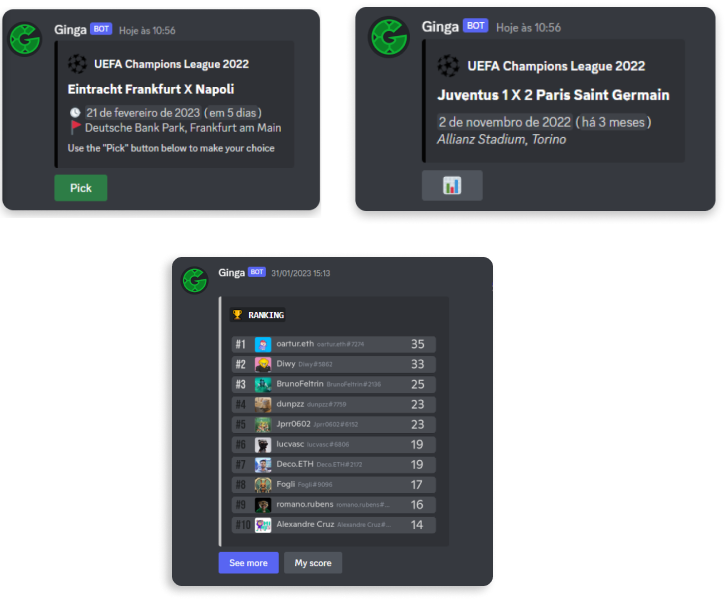 Ginga BOT Hoje às 10:56
UEFA Champions League 2022
Eintracht Frankfurt X Napoli
21 de fevereiro de 2023 (em 5 dias)
Deutsche Bank Park, Frankfurt am Main
Use the "Pick" button below to make your choice
Pick
Ginga BOT Hoje às 10:56
UEFA Champions League 2022
Juventus 1 X 2 Paris Saint Germain
2 de novembro de 2022 (há 3 meses)
Allianz Stadium, Torino
Ginga BOT 31/01/2023 15:13
RANKING
#1 oartur.eth oartur.eth#7274 35
#2 Diwy Diwy#5862 33
#3 BrunoFeltrin BrunoFeltrin#2136 25
#4 dunpzz dunpzz#7759 23
#5 Jprr0602 Jprr0602#6152 23
#6 lucvasc lucvasc#6806 19
#7 Deco.ETH Deco.ETH#2172 19
#8 Fogli Fogli#9096 17
#9 romano.rubens romano.rubens#... 16
#10 Alexandre Cruz Alexandre Cruz#... 14
See more
My score